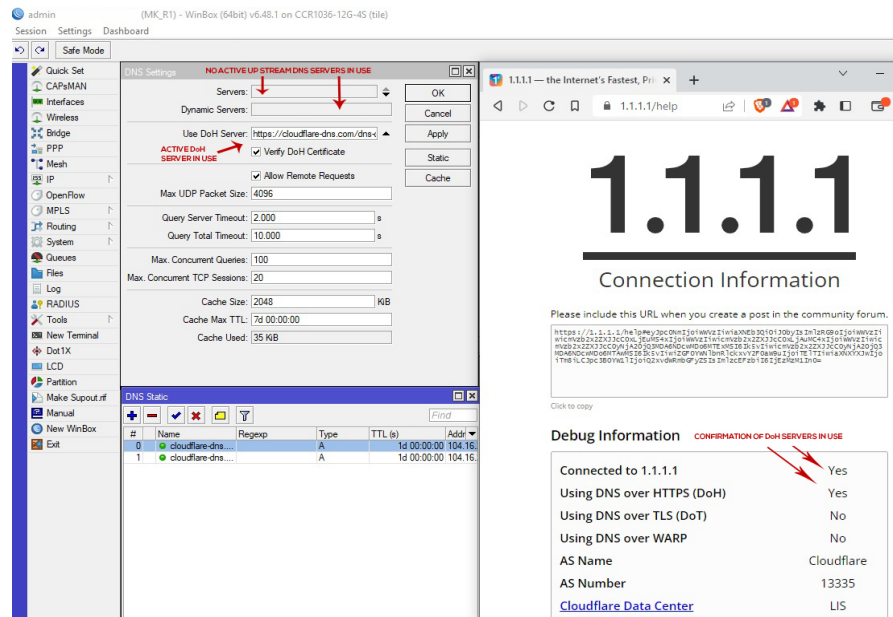 admin (MK_R1) - WinBox (64bit) v6.48.1 on CCR1036-12G-4S (tile)
Session Settings Dashboard
Safe Mode
Quick Set
CAPsMAN
Interfaces
Wireless
Bridge
PPP
Mesh
IP
OpenFlow
MPLS
Routing
System
Queues
Files
Log
RADIUS
Tools
New Terminal
Dot1X
LCD
Partition
Make Supout.rif
Manual
New WinBox
Exit
DNS Settings
NO ACTIVE UP STREAM DNS SERVERS IN USE
Servers:
Dynamic Servers:
Use DoH Server: https://cloudflare-dns.com/dns-
ACTIVE DoH
SERVER IN USE
Verify DoH Certificate
Allow Remote Requests
Max UDP Packet Size: 4096
Query Server Timeout: 2.000 s
Query Total Timeout: 10.000 s
Max. Concurrent Queries: 100
Max. Concurrent TCP Sessions: 20
Cache Size: 2048 KiB
Cache Max TTL: 7d 00:00:00
Cache Used: 35 KiB
OK
Cancel
Apply
Static
Cache
DNS Static
Find
# Name Regexp Type TTL (s) Addr
0 cloudflare-dns.... A 1d 00:00:00 104.16.
1 cloudflare-dns.... A 1d 00:00:00 104.16.
1.1.1.1 — the Internet's Fastest, Pri
1.1.1.1/help
1.1.1.1
Connection Information
Please include this URL when you create a post in the community forum.
Click to copy
Debug Information
CONFIRMATION OF DoH SERVERS IN USE
Connected to 1.1.1.1 Yes
Using DNS over HTTPS (DoH) Yes
Using DNS over TLS (DoT) No
Using DNS over WARP No
AS Name Cloudflare
AS Number 13335
Cloudflare Data Center LIS